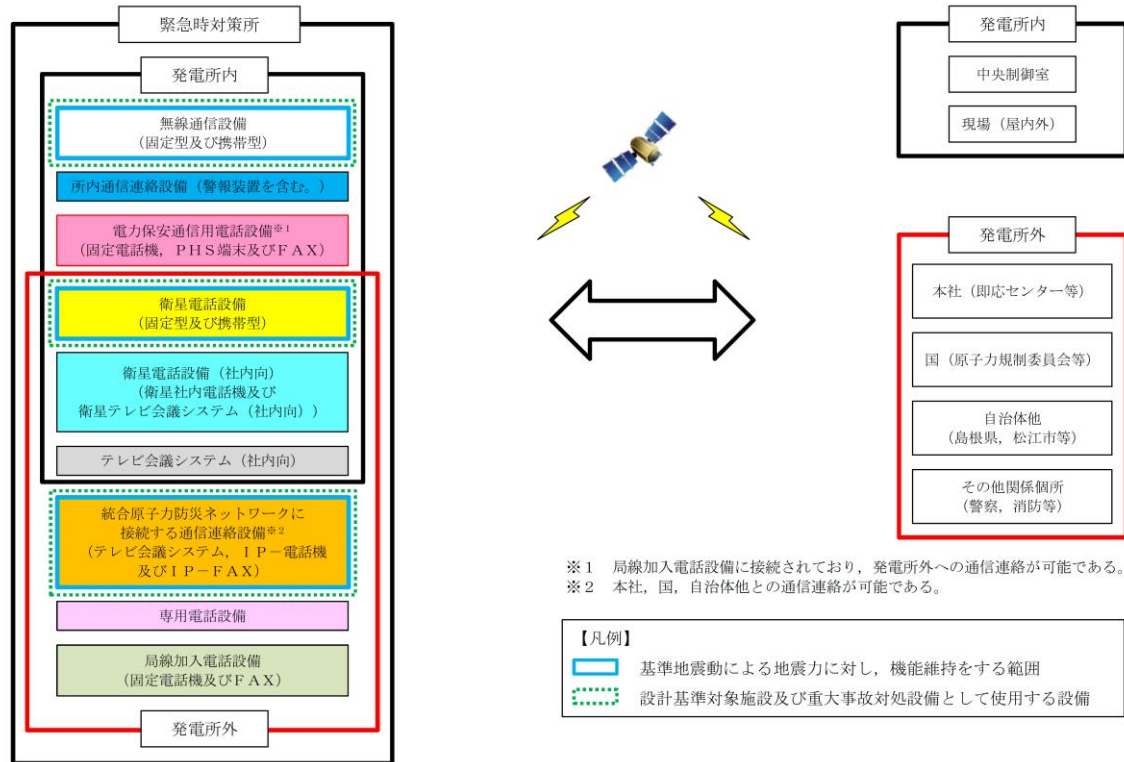 緊急時対策所
発電所内
無線通信設備
(固定型及び携帯型)
所内通信連絡設備(警報装置を含む。)
電力保安通信用電話設備※1
(固定電話機,PHS端末及びFAX)
衛星電話設備
(固定型及び携帯型)
衛星電話設備(社内向)
(衛星社内電話機及び
衛星テレビ会議システム(社内向))
テレビ会議システム(社内向)
統合原子力防災ネットワークに
接続する通信連絡設備※2
(テレビ会議システム,IP-電話機
及びIP-FAX)
専用電話設備
局線加入電話設備
(固定電話機及びFAX)
発電所外
発電所内
中央制御室
現場(屋内外)
発電所外
本社(即応センター等)
国(原子力規制委員会等)
自治体他
(島根県,松江市等)
その他関係個所
(警察,消防等)
※1 局線加入電話設備に接続されており,発電所外への通信連絡が可能である。
※2 本社,国,自治体他との通信連絡が可能である。
【凡例】
基準地震動による地震力に対し,機能維持をする範囲
設計基準対象施設及び重大事故対処設備として使用する設備